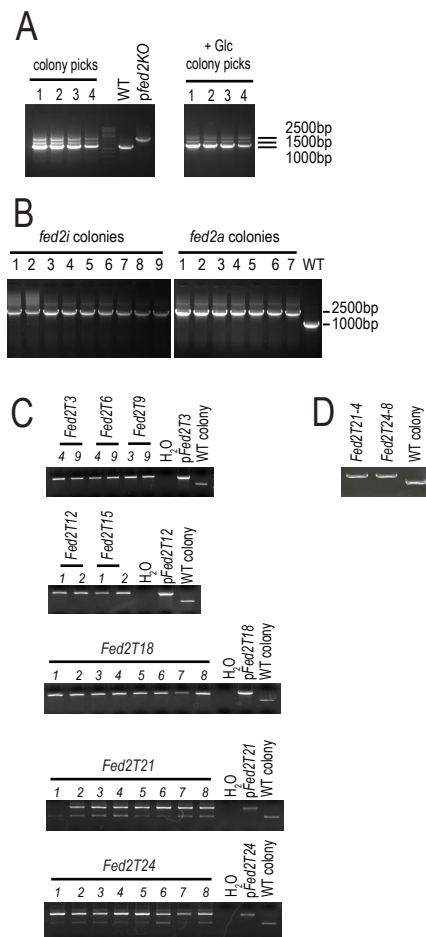 A
colony picks
1 2 3 4
WT
pfed2KO
+ Glc
colony picks
1 2 3 4
2500bp
1500bp
1000bp
B
fed2i colonies
1 2 3 4 5 6 7 8 9
fed2a colonies
1 2 3 4 5 6 7 WT
2500bp
1000bp
C
Fed2T3 Fed2T6 Fed2T9
4 9 4 9 3 9 H2O pFed2T3 WT colony
D
Fed2T21-4 Fed2T24-8 WT colony
Fed2T12 Fed2T15
1 2 1 2 H2O pFed2T12 WT colony
Fed2T18
1 2 3 4 5 6 7 8 H2O pFed2T18 WT colony
Fed2T21
1 2 3 4 5 6 7 8 H2O pFed2T21 WT colony
Fed2T24
1 2 3 4 5 6 7 8 H2O pFed2T24 WT colony